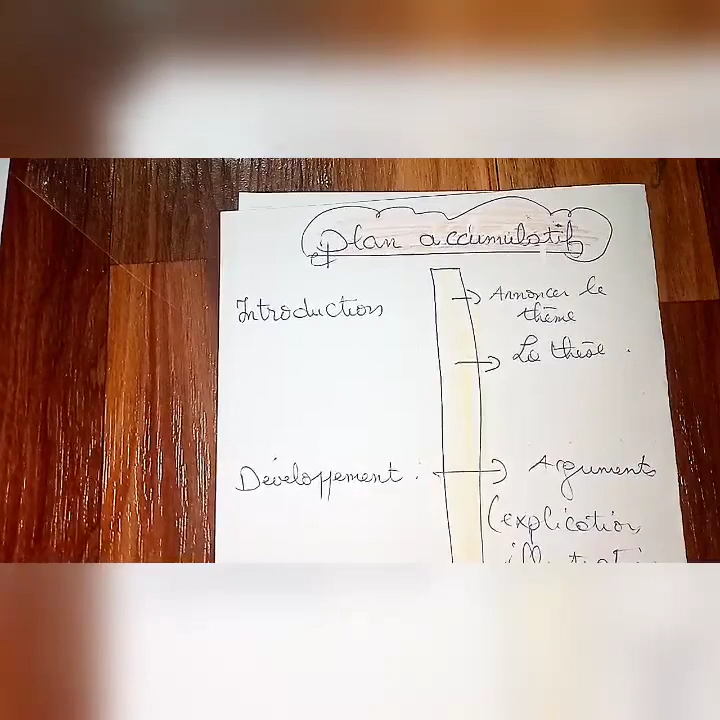 Plan accumulatif
Introduction
Annoncer le
thème
La thèse.
Développement :
Arguments
(explication,